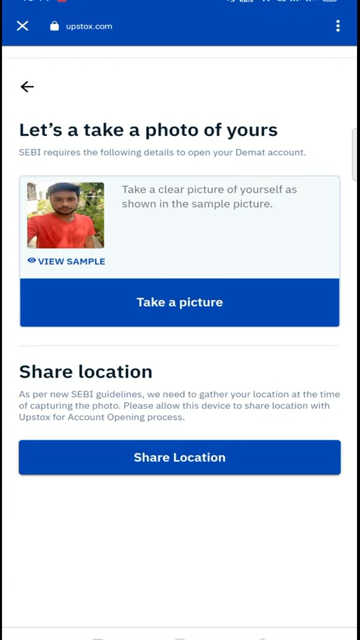 upstox.com
Let's a take a photo of yours
SEBI requires the following details to open your Demat account.
Take a clear picture of yourself as
shown in the sample picture.
VIEW SAMPLE
Take a picture
Share location
As per new SEBI guidelines, we need to gather your location at the time
of capturing the photo. Please allow this device to share location with
Upstox for Account Opening process.
Share Location